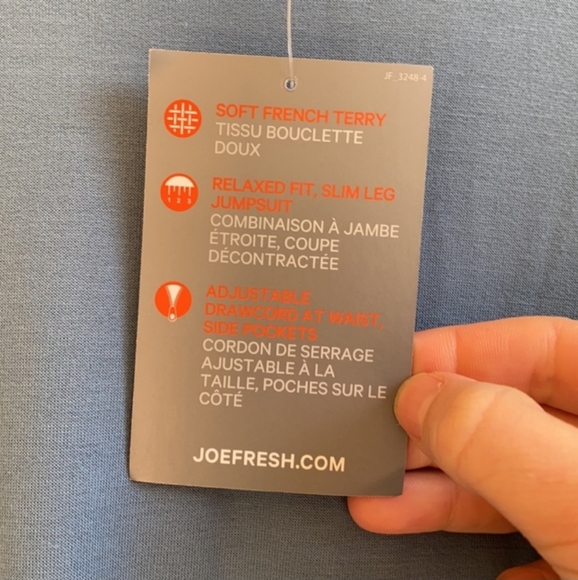 JF_3248-4
SOFT FRENCH TERRY
TISSU BOUCLETTE
DOUX
RELAXED FIT, SLIM LEG
JUMPSUIT
COMBINAISON À JAMBE
ÉTROITE, COUPE
DÉCONTRACTÉE
ADJUSTABLE
DRAWCORD AT WAIST,
SIDE POCKETS
CORDON DE SERRAGE
AJUSTABLE À LA
TAILLE, POCHES SUR LE
CÔTÉ
JOEFRESH.COM